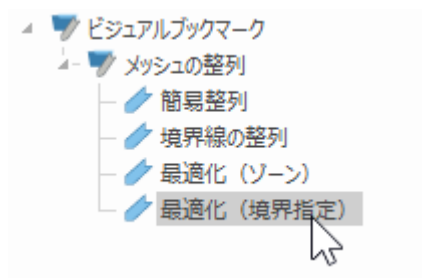 ビジュアルブックマーク
メッシュの整列
簡易整列
境界線の整列
最適化（ゾーン）
最適化（境界指定）